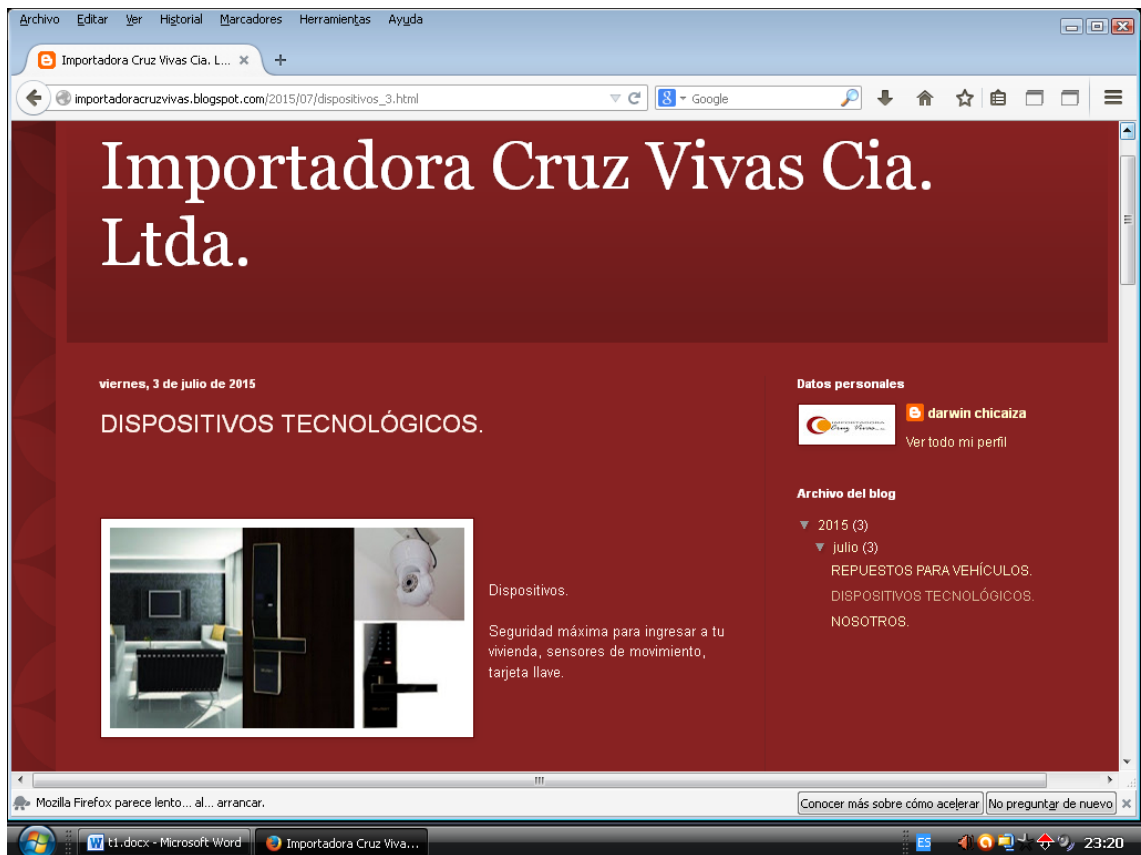 Archivo Editar Ver Historial Marcadores Herramientas Ayuda
Importadora Cruz Vivas Cia. L...
importadoracruzvivas.blogspot.com/2015/07/dispositivos_3.html
Google
Importadora Cruz Vivas Cia.
Ltda.
viernes, 3 de julio de 2015
DISPOSITIVOS TECNOLÓGICOS.
Dispositivos.
Seguridad máxima para ingresar a tu
vivienda, sensores de movimiento,
tarjeta llave.
Datos personales
IMPORTADORA
Cruz Vivas
darwin chicaiza
Ver todo mi perfil
Archivo del blog
▼ 2015 (3)
▼ julio (3)
REPUESTOS PARA VEHÍCULOS.
DISPOSITIVOS TECNOLÓGICOS.
NOSOTROS.
Mozilla Firefox parece lento... al... arrancar.
Conocer más sobre cómo acelerar
No preguntar de nuevo
t1.docx - Microsoft Word
Importadora Cruz Viva...
ES
23:20